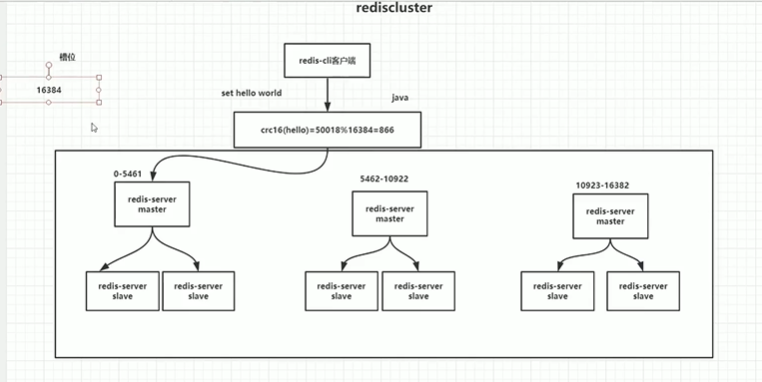 rediscluster
槽位
16384
redis-cli客户端
set hello world
java
crc16(hello)=50018%16384=866
0-5461
redis-server
master
5462-10922
redis-server
master
10923-16382
redis-server
master
redis-server
slave
redis-server
slave
redis-server
slave
redis-server
slave
redis-server
slave
redis-server
slave